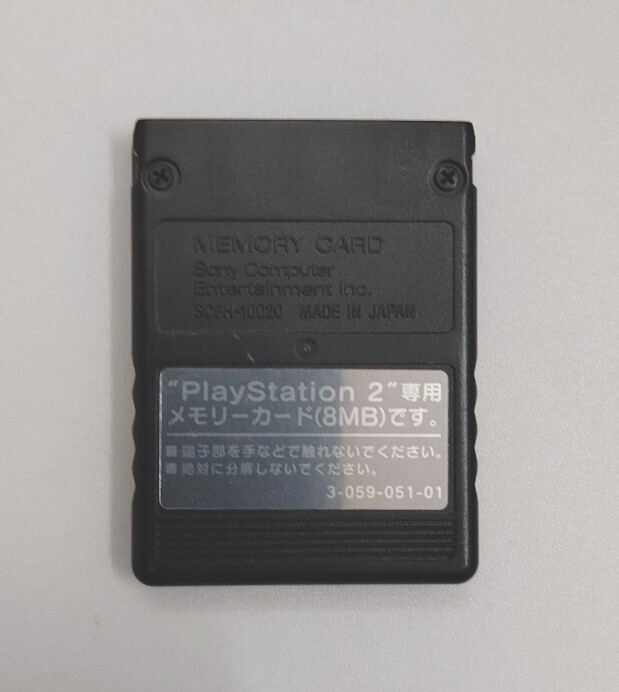 MEMORY CARD
Sony Computer
Entertainment Inc.
SCPH-10020 MADE IN JAPAN
"PlayStation 2"専用
メモリーカード(8MB)です。
■端子部を手などで触れないでください。
■絶対に分解しないでください。
3-059-051-01